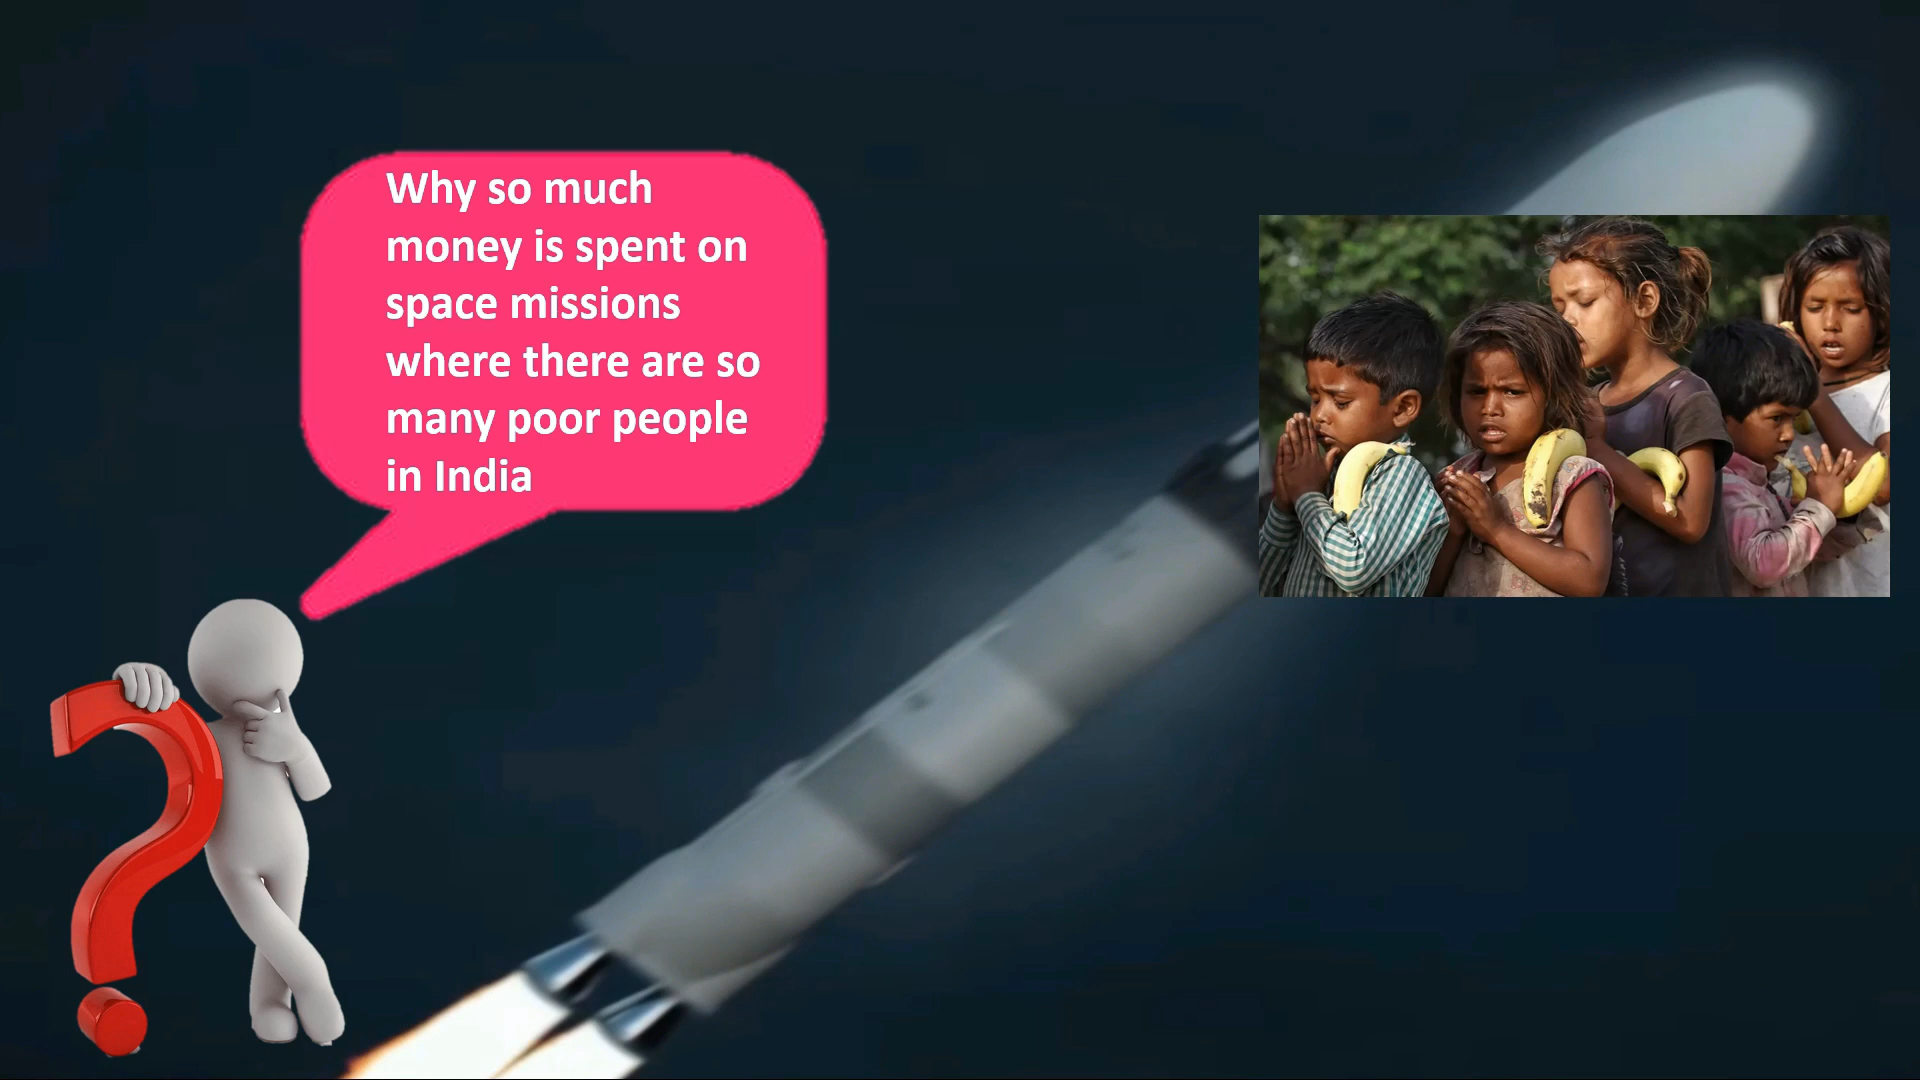 Why so much
money is spent on
space missions
where there are so
many poor people
in India